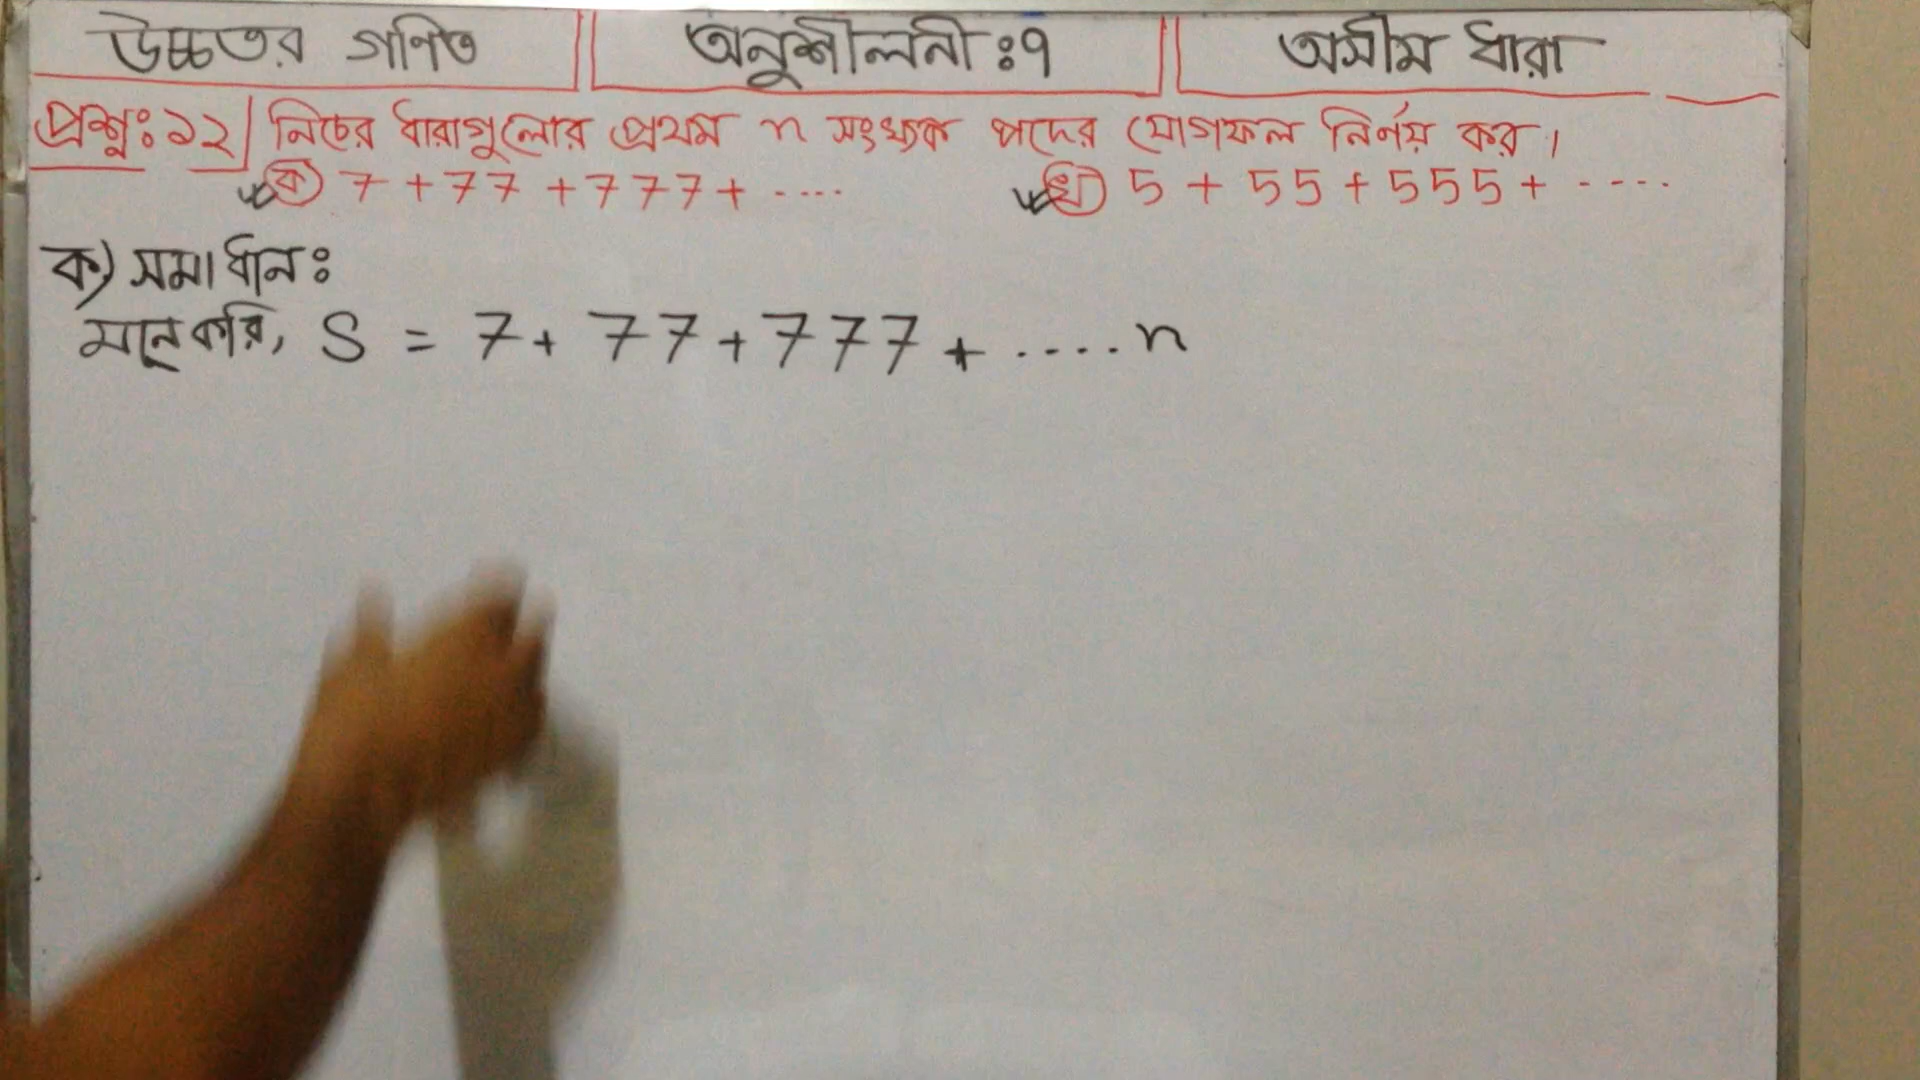 উচ্চতর গণিত || অনুশীলনী ঃ ৭ || অসীম ধারা
প্রশ্নঃ ১২| নিচের ধারাগুলোর প্রথম n সংখ্যক পদের যোগফল নির্ণয় কর।
ক) 7 + 77 + 777 + .... খ) 5 + 55 + 555 + ....
ক) সমাধান ঃ
মনেকরি, S = 7 + 77 + 777 + .... n